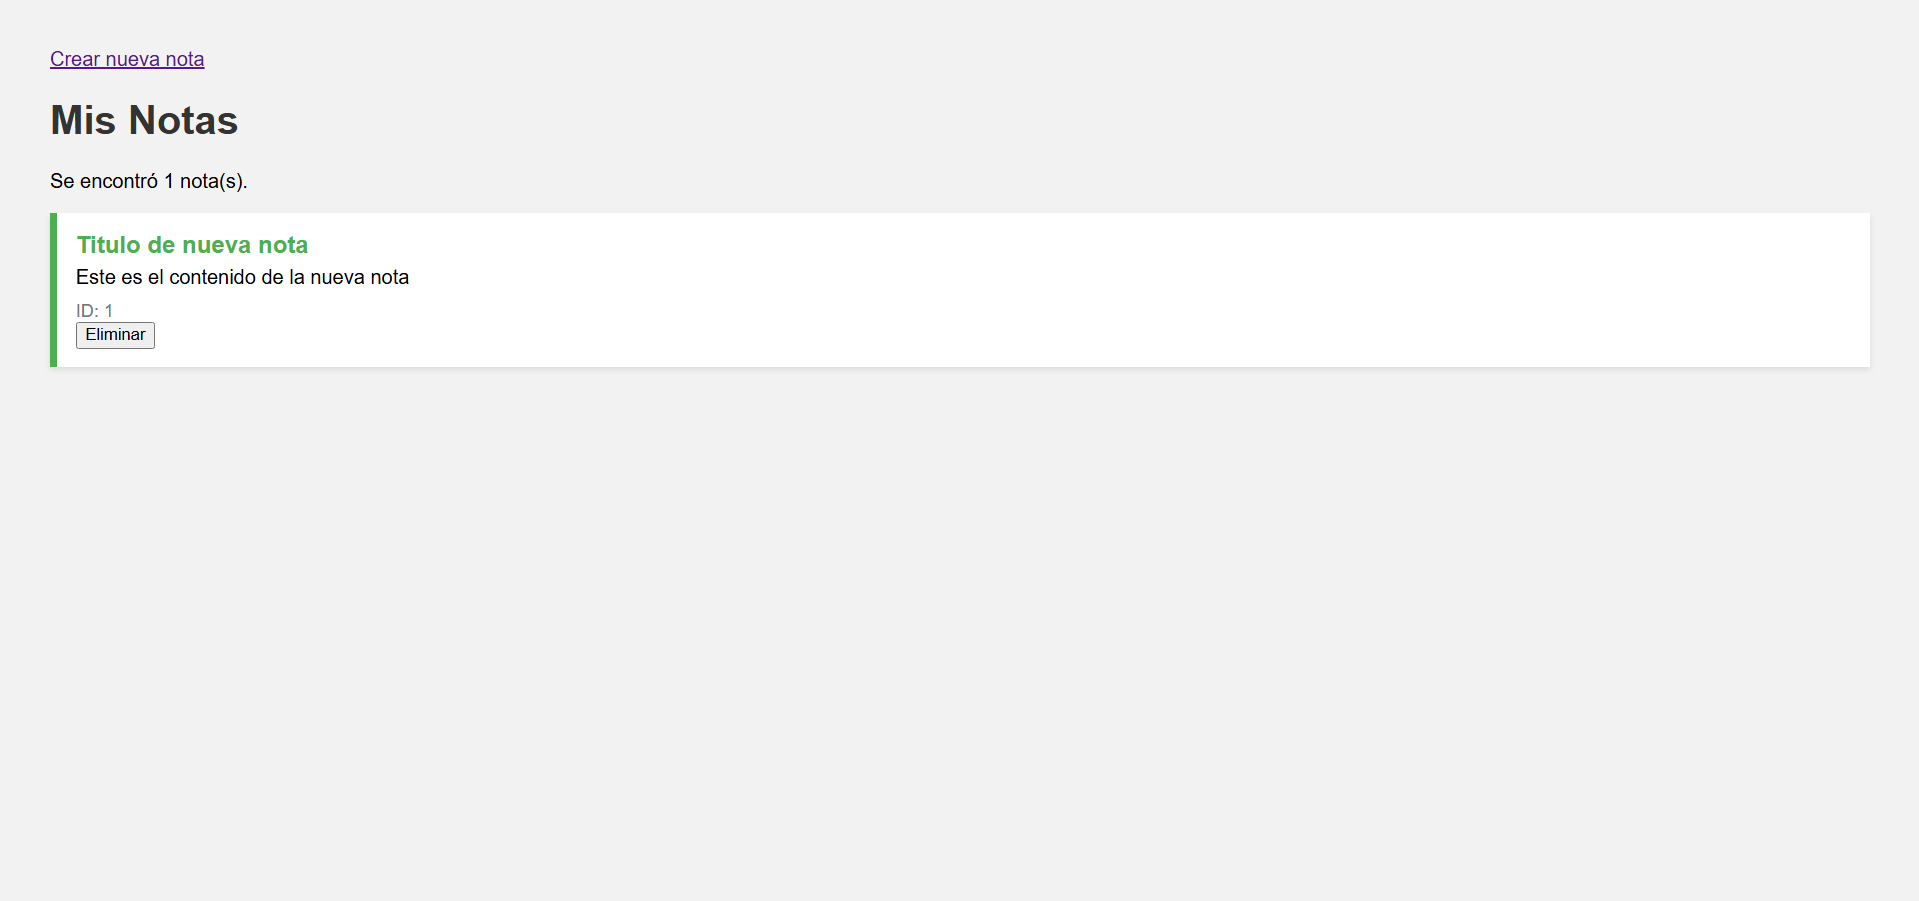 Crear nueva nota
Mis Notas
Se encontró 1 nota(s).
Titulo de nueva nota
Este es el contenido de la nueva nota
ID: 1
Eliminar